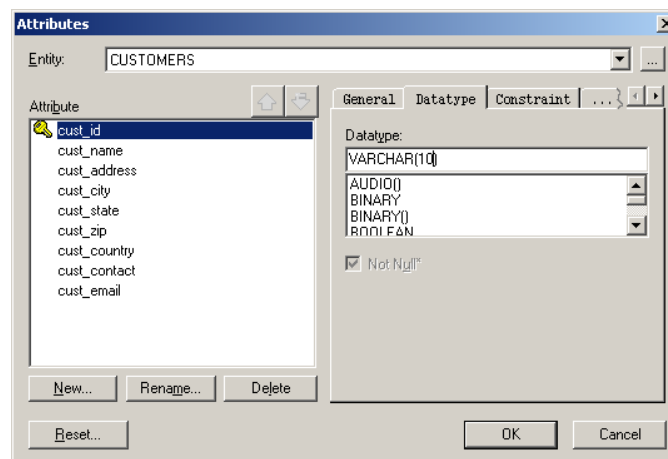 Attributes
Entity:
CUSTOMERS
...
Attribute
cust_id
cust_name
cust_address
cust_city
cust_state
cust_zip
cust_country
cust_contact
cust_email
New...
Rename...
Delete
General
Datatype
Constraint
...
Datatype:
VARCHAR(10)
AUDIO()
BINARY
BINARY()
BOOLEAN
Not Null*
Reset...
OK
Cancel